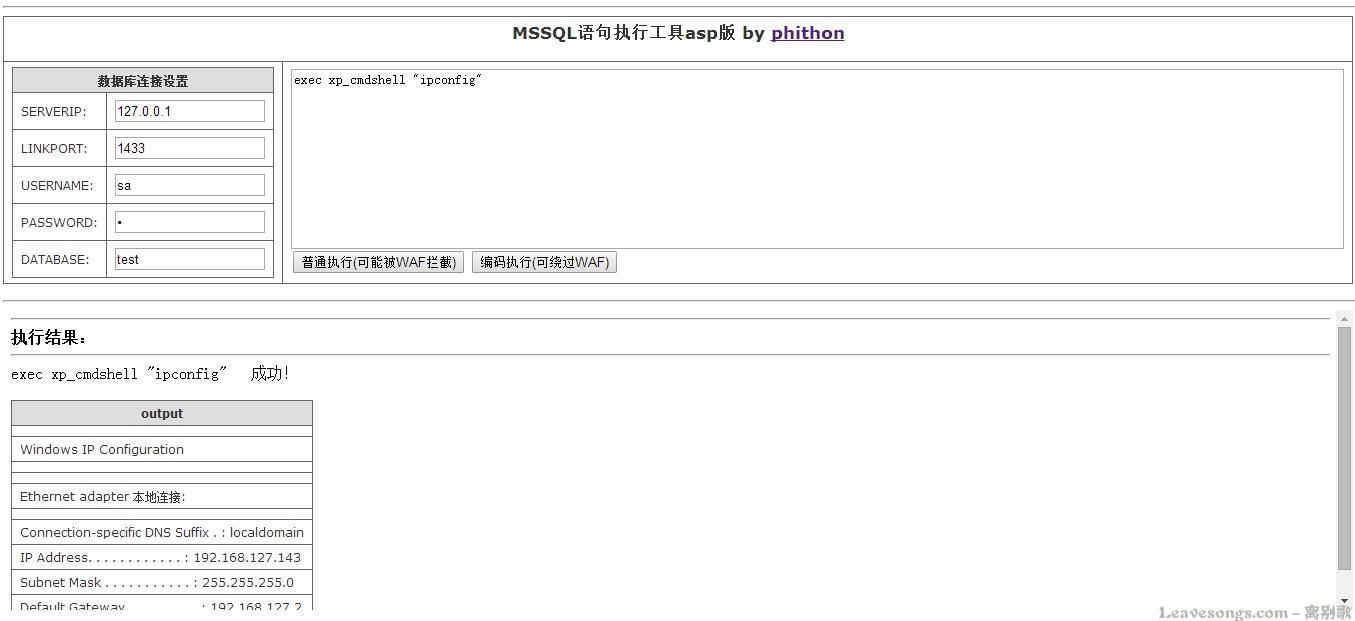 MSSQL语句执行工具asp版 by phithon
数据库连接设置
SERVERIP: 127.0.0.1
LINKPORT: 1433
USERNAME: sa
PASSWORD: •
DATABASE: test
exec xp_cmdshell "ipconfig"
普通执行(可能被WAF拦截) 编码执行(可绕过WAF)
执行结果：
exec xp_cmdshell "ipconfig" 成功！
output
Windows IP Configuration
Ethernet adapter 本地连接:
Connection-specific DNS Suffix . : localdomain
IP Address. . . . . . . . . . . . : 192.168.127.143
Subnet Mask . . . . . . . . . . . : 255.255.255.0
Default Gateway . . . . . . . . . : 192.168.127.2
Leavesongs.com – 离别歌